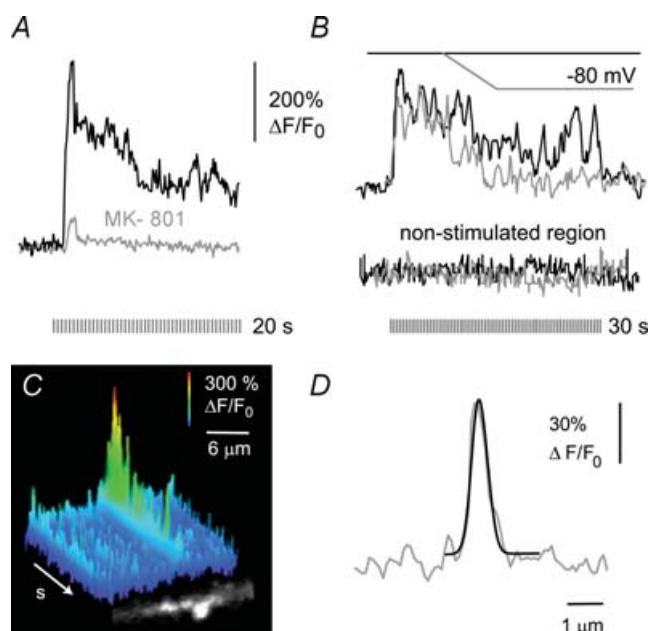 A
200%
ΔF/F0
MK- 801
20 s
B
-80 mV
non-stimulated region
30 s
C
300 %
ΔF/F0
6 μm
s
D
30%
Δ F/F0
1 μm